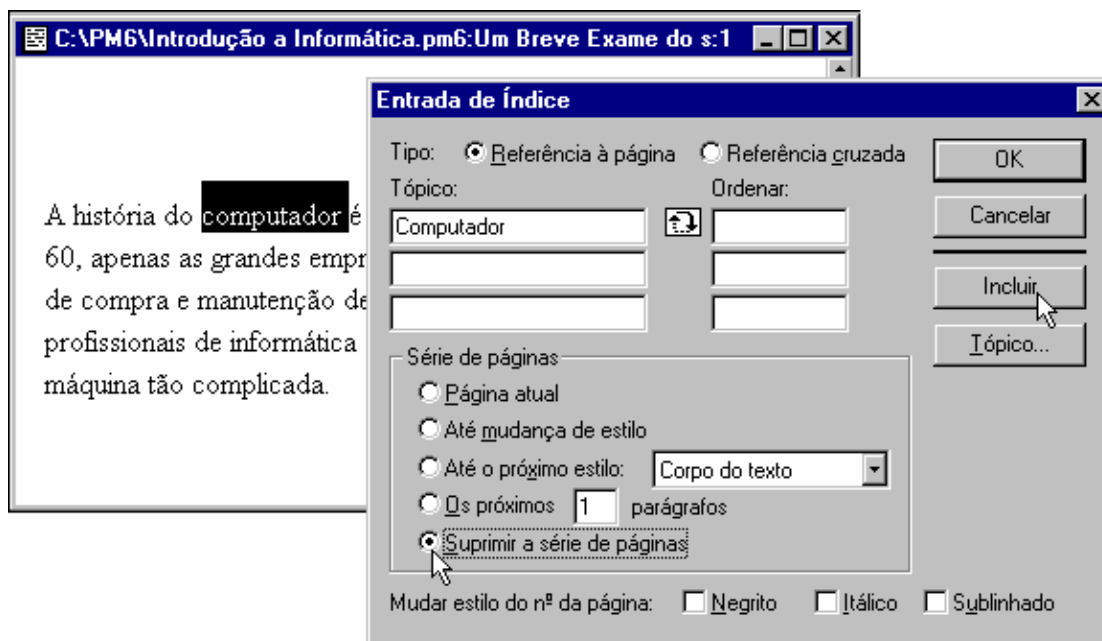 C:\PM6\Introdução a Informática.pm6:Um Breve Exame do s:1
A história do computador é
60, apenas as grandes empr
de compra e manutenção de
profissionais de informática
máquina tão complicada.
Entrada de Índice
Tipo: Referência à página Referência cruzada
OK
Tópico: Ordenar:
Computador
Cancelar
Incluir
Tópico...
Série de páginas
Página atual
Até mudança de estilo
Até o próximo estilo: Corpo do texto
Os próximos 1 parágrafos
Suprimir a série de páginas
Mudar estilo do nº da página: Negrito Itálico Sublinhado